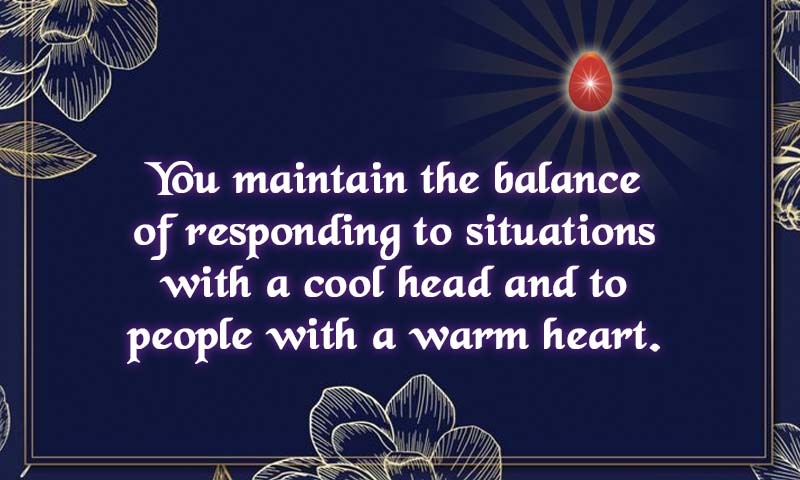 You maintain the balance
of responding to situations
with a cool head and to
people with a warm heart.